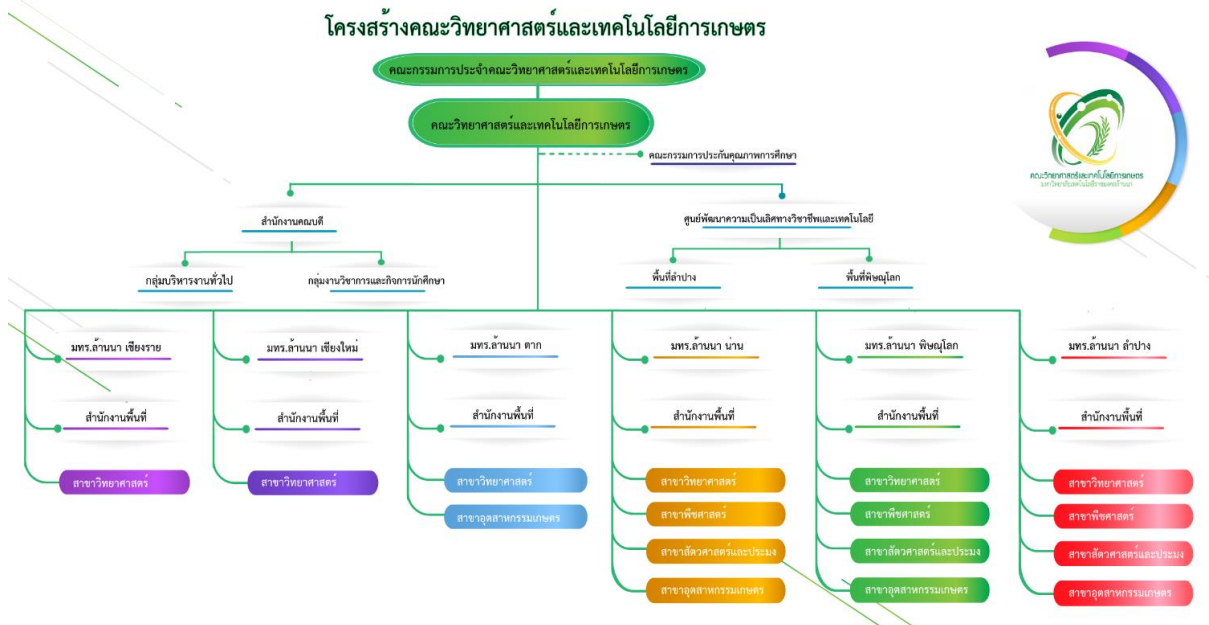 โครงสร้างคณะวิทยาศาสตร์และเทคโนโลยีการเกษตร
คณะกรรมการประจำคณะวิทยาศาสตร์และเทคโนโลยีการเกษตร
คณะวิทยาศาสตร์และเทคโนโลยีการเกษตร
คณะกรรมการประกันคุณภาพการศึกษา
คณะวิทยาศาสตร์และเทคโนโลยีการเกษตร
มหาวิทยาลัยเทคโนโลยีราชมงคลล้านนา
สำนักงานคณบดี
ศูนย์พัฒนาความเป็นเลิศทางวิชาชีพและเทคโนโลยี
กลุ่มบริหารงานทั่วไป
กลุ่มงานวิชาการและกิจการนักศึกษา
พื้นที่ลำปาง
พื้นที่พิษณุโลก
มทร.ล้านนา เชียงราย
มทร.ล้านนา เชียงใหม่
มทร.ล้านนา ตาก
มทร.ล้านนา น่าน
มทร.ล้านนา พิษณุโลก
มทร.ล้านนา ลำปาง
สำนักงานพื้นที่
สำนักงานพื้นที่
สำนักงานพื้นที่
สำนักงานพื้นที่
สำนักงานพื้นที่
สำนักงานพื้นที่
สาขาวิทยาศาสตร์
สาขาวิทยาศาสตร์
สาขาวิทยาศาสตร์
สาขาวิทยาศาสตร์
สาขาวิทยาศาสตร์
สาขาวิทยาศาสตร์
สาขาอุตสาหกรรมเกษตร
สาขาพืชศาสตร์
สาขาพืชศาสตร์
สาขาพืชศาสตร์
สาขาสัตวศาสตร์และประมง
สาขาสัตวศาสตร์และประมง
สาขาสัตวศาสตร์และประมง
สาขาอุตสาหกรรมเกษตร
สาขาอุตสาหกรรมเกษตร
สาขาอุตสาหกรรมเกษตร